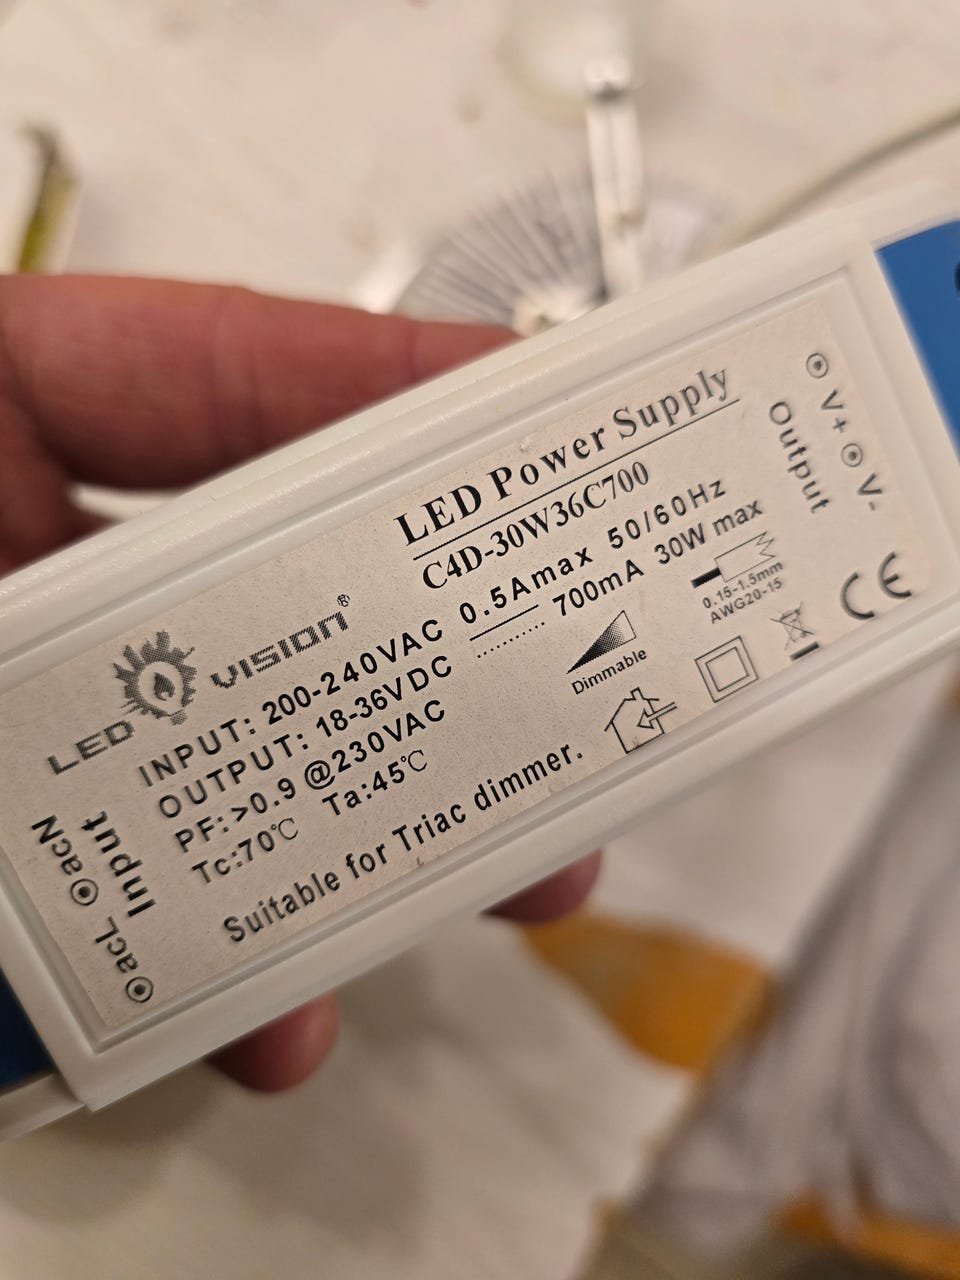 LED Power Supply
C4D-30W36C700
LED VISION®
INPUT: 200-240VAC 0.5Amax 50/60Hz
OUTPUT: 18-36VDC 700mA 30W max
PF:>0.9 @230VAC
Tc:70℃ Ta:45℃
Suitable for Triac dimmer.
Dimmable
0.15-1.5mm
AWG20-15
CE
Input
acL
acN
Output
V+
V-